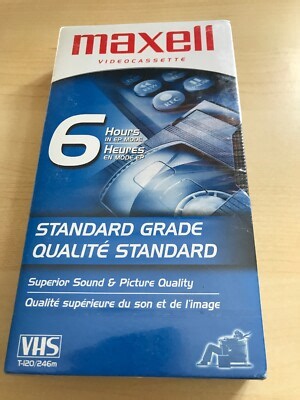 maxell
VIDEOCASSETTE
6 Hours
IN EP MODE
Heures
EN MODE EP
STANDARD GRADE
QUALITÉ STANDARD
Superior Sound & Picture Quality
Qualité supérieure du son et de l'image
VHS
T-120/246m